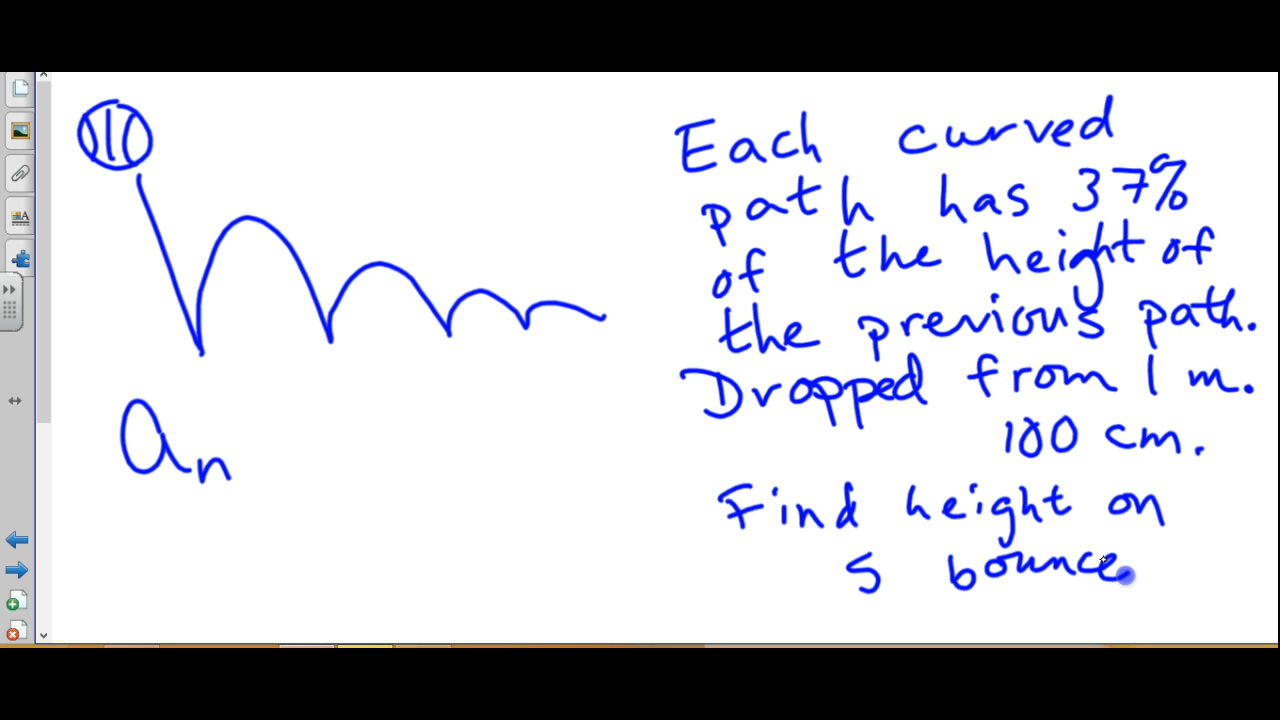 Each curved
path has 37%
of the height of
the previous path.
Dropped from 1 m.
100 cm.
Find height on
5 bounce
an